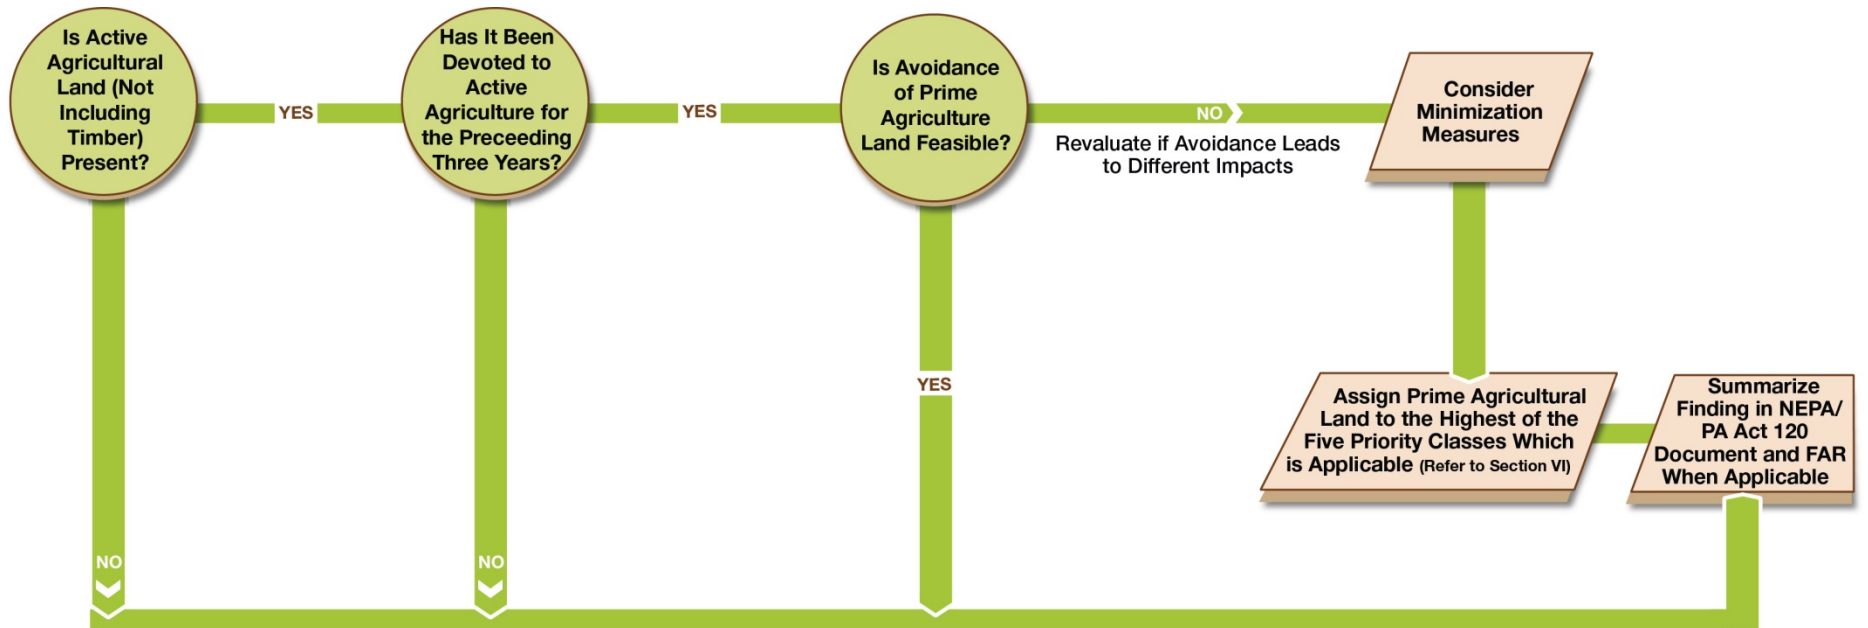 Is Active
Agricultural
Land (Not
Including
Timber)
Present?
YES
Has It Been
Devoted to
Active
Agriculture for
the Preceeding
Three Years?
YES
Is Avoidance
of Prime
Agriculture
Land Feasible?
NO
Revaluate if Avoidance Leads
to Different Impacts
Consider
Minimization
Measures
YES
Assign Prime Agricultural
Land to the Highest of the
Five Priority Classes Which
is Applicable (Refer to Section VI)
Summarize
Finding in NEPA/
PA Act 120
Document and FAR
When Applicable
NO
NO